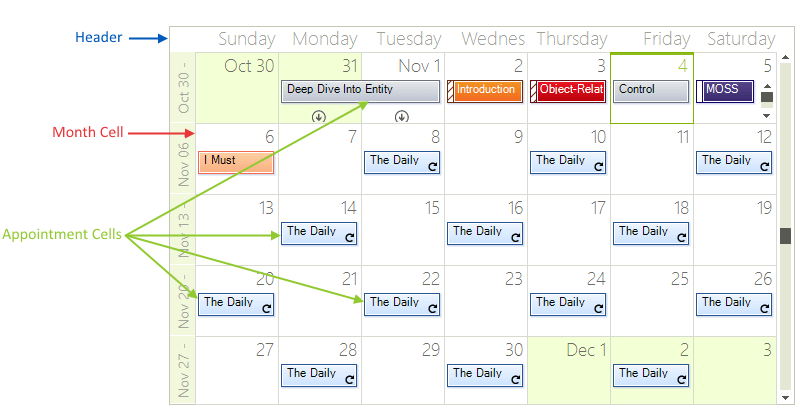 Header
Sunday Monday Tuesday Wednes Thursday Friday Saturday
Oct 30 -
Oct 30 31 Nov 1 2 3 4 5
Deep Dive Into Entity Introduction Object-Relat Control MOSS
Month Cell
Nov 06 -
6 7 8 9 10 11 12
I Must The Daily The Daily The Daily
Appointment Cells
Nov 13 -
13 14 15 16 17 18 19
The Daily The Daily The Daily
Nov 20 -
20 21 22 23 24 25 26
The Daily The Daily The Daily The Daily
Nov 27 -
27 28 29 30 Dec 1 2 3
The Daily The Daily The Daily